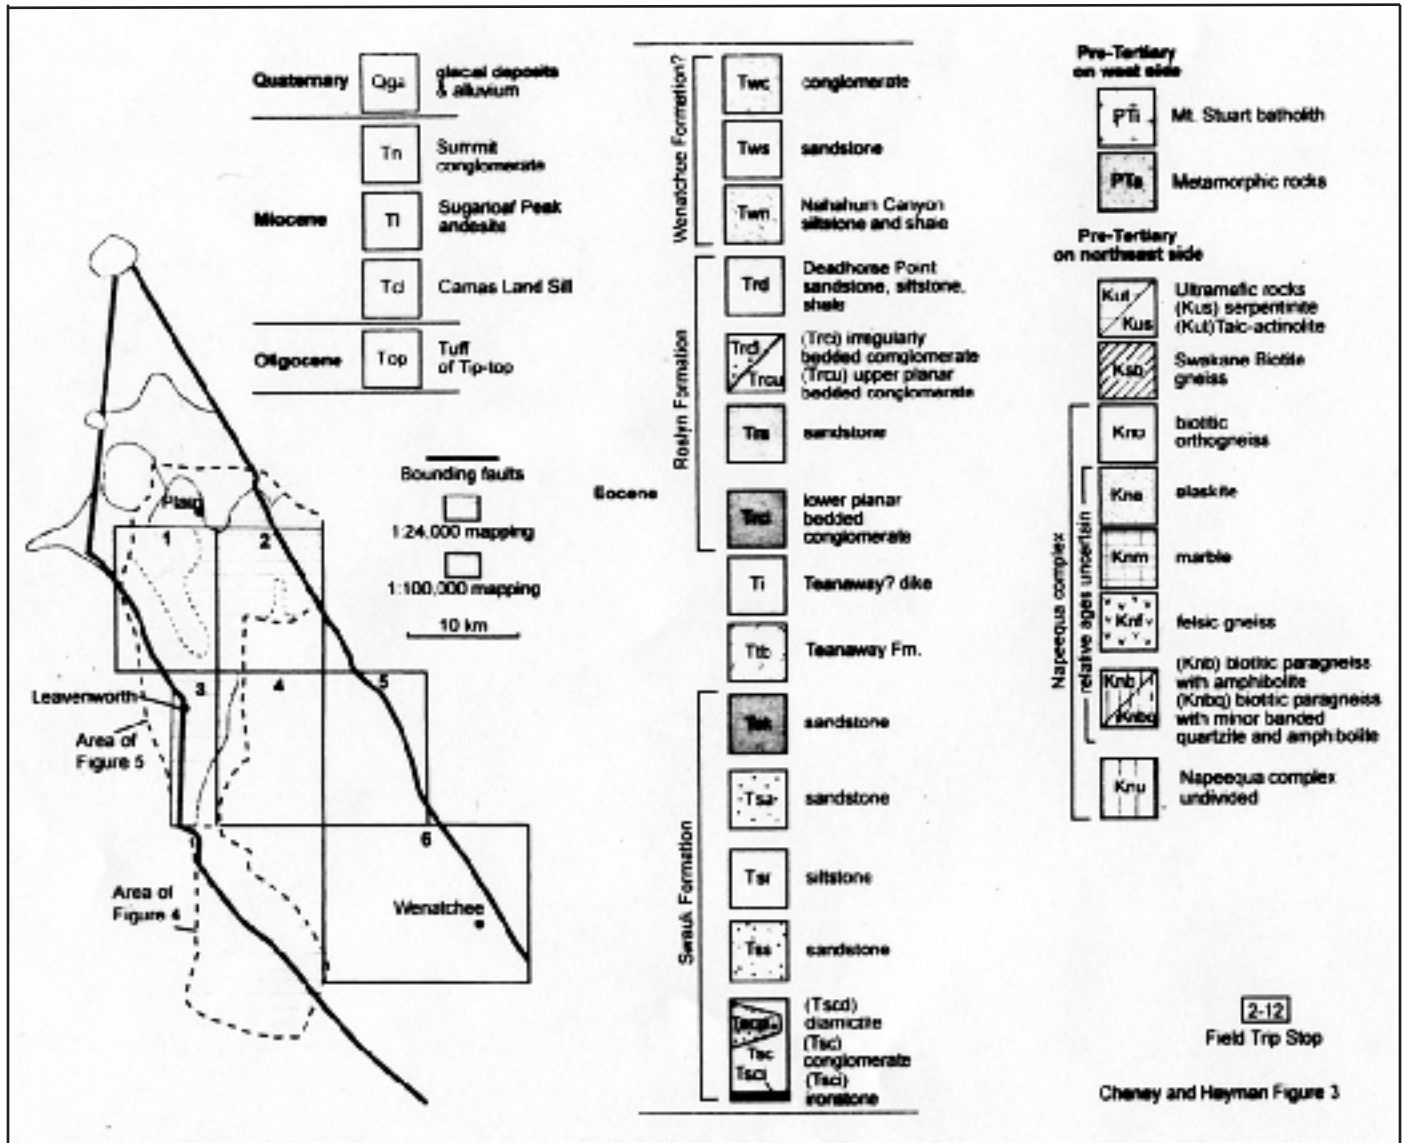 Quaternary
Qga
glacial deposits
& alluvium
Miocene
Tn
Summit
conglomerate
Tl
Sugarloaf Peak
andesite
Tcl
Camas Land Sill
Oligocene
Top
Tuff
of Tip-top
Bounding faults
1:24,000 mapping
1:100,000 mapping
10 km
Plain
1
2
3
4
5
6
Leavenworth
Area of
Figure 5
Area of
Figure 4
Wenatchee
Eocene
Wenatchee Formation?
Twc
conglomerate
Tws
sandstone
Twn
Nahahum Canyon
siltstone and shale
Roslyn Formation
Trd
Deadhorse Point
sandstone, siltstone,
shale
Trci
Trcu
(Trci) irregularly
bedded comglomerate
(Trcu) upper planar
bedded conglomerate
Trs
sandstone
Trcl
lower planar
bedded
conglomerate
Ti
Teanaway? dike
Ttb
Teanaway Fm.
Swauk Formation
sandstone
Tsa
sandstone
Tsr
siltstone
Tss
sandstone
Tscd
Tsc
Tsci
(Tscd)
diamictite
(Tsc)
conglomerate
(Tsci)
ironstone
Pre-Tertiary
on west side
PTi
Mt. Stuart batholith
PTa
Metamorphic rocks
Pre-Tertiary
on northeast side
Kut
Kus
Ultramafic rocks
(Kus) serpentinite
(Kut)Talc-actinolite
Ksb
Swakane Biotite
gneiss
Napeequa complex
relative ages uncertain
Kno
biotitic
orthogneiss
Kna
alaskite
Knm
marble
Knf
felsic gneiss
Knb
Knbq
(Knb) biotitic paragneiss
with amphibolite
(Knbq) biotitic paragneiss
with minor banded
quartzite and amphibolite
Knu
Napeequa complex
undivided
2-12
Field Trip Stop
Cheney and Hayman Figure 3